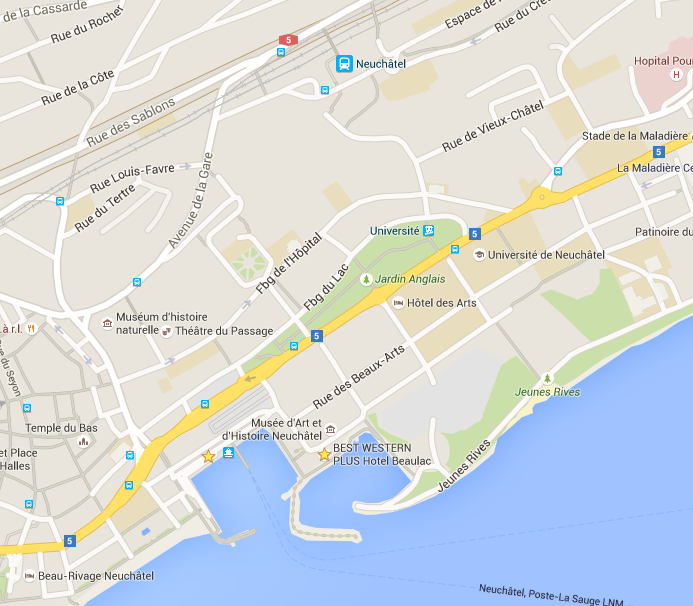 de la Cassarde
Rue du Rocher
Espace de
Rue du Cre
5
Neuchâtel
Hopital Pour
H
Rue de la Côte
Rue des Sablons
Rue de Vieux-Châtel
Stade de la Maladière
5
La Maladière Ce
Rue Louis-Favre
Avenue de la Gare
Rue du Tertre
Université
5
Patinoire du
Fbg de l'Hôpital
Université de Neuchâtel
Fbg du Lac
Jardin Anglais
Hôtel des Arts
Muséum d'histoire
naturelle
Théâtre du Passage
À r.l.
5
Rue du Seyon
Rue des Beaux-Arts
Jeunes Rives
Temple du Bas
Musée d'Art et
d'Histoire Neuchâtel
BEST WESTERN
PLUS Hotel Beaulac
et Place
Halles
Jeunes Rives
5
Beau-Rivage Neuchâtel
Neuchâtel, Poste-La Sauge LNM